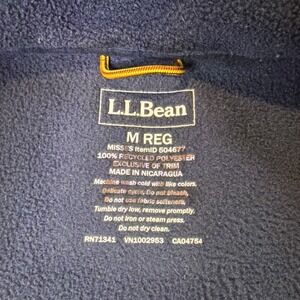 L.L.Bean
M REG
MISSES ItemID 504677
100% RECYCLED POLYESTER
EXCLUSIVE OF TRIM
MADE IN NICARAGUA
Machine wash cold with like colors.
Delicate cycle. Do not bleach.
Do not use fabric softeners.
Tumble dry low, remove promptly.
Do not iron or steam press.
Do not dry clean.
RN71341 VN1002953 CA04754